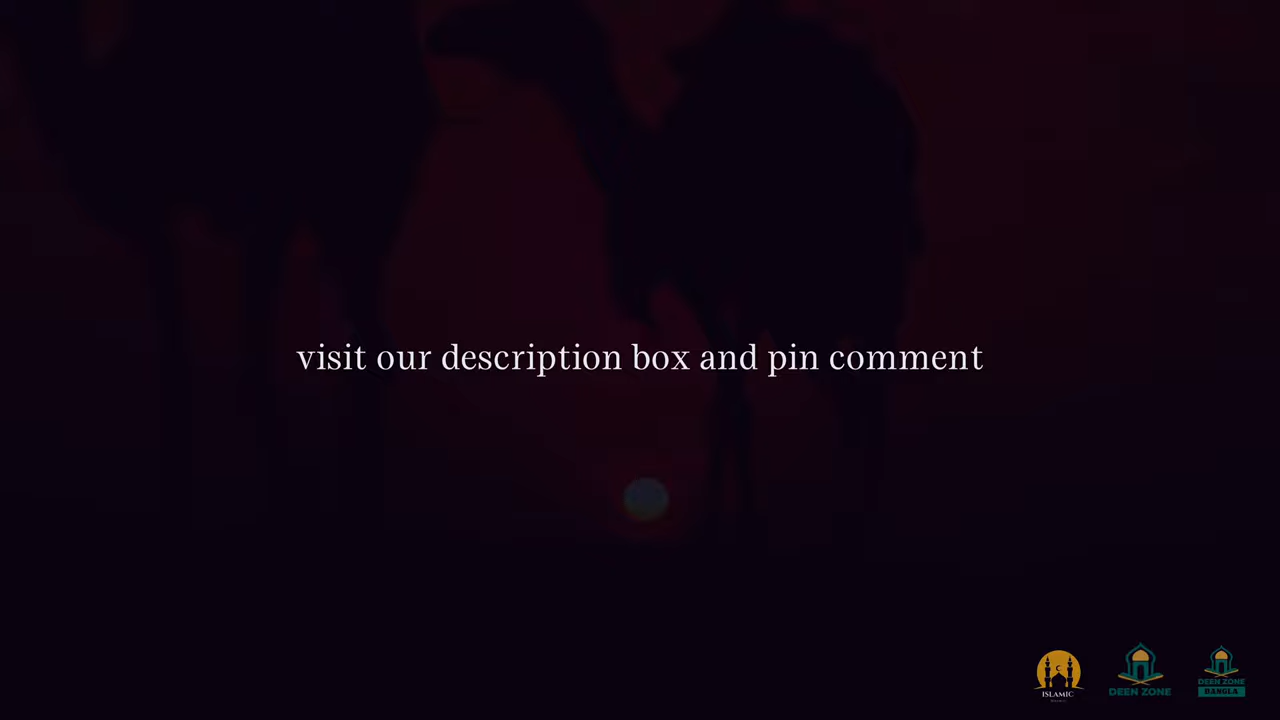 visit our description box and pin comment
ISLAMIC
DEEN ZONE
DEEN ZONE
BANGLA